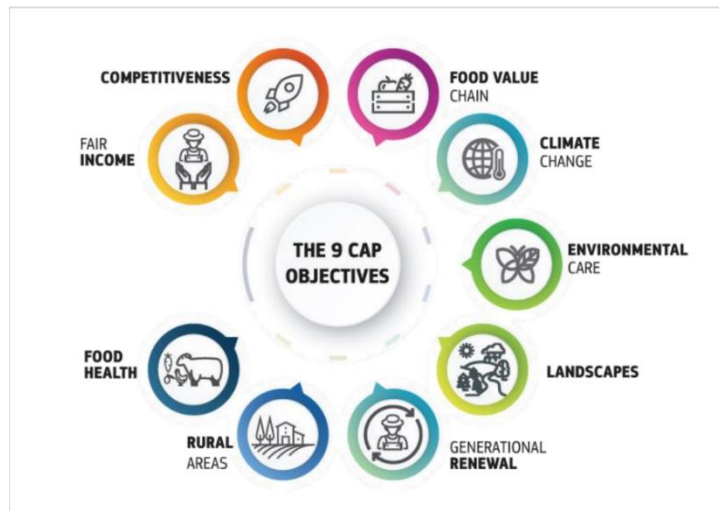 COMPETITIVENESS
FOOD VALUE
CHAIN
FAIR
INCOME
CLIMATE
CHANGE
THE 9 CAP
OBJECTIVES
ENVIRONMENTAL
CARE
FOOD
HEALTH
LANDSCAPES
RURAL
AREAS
GENERATIONAL
RENEWAL